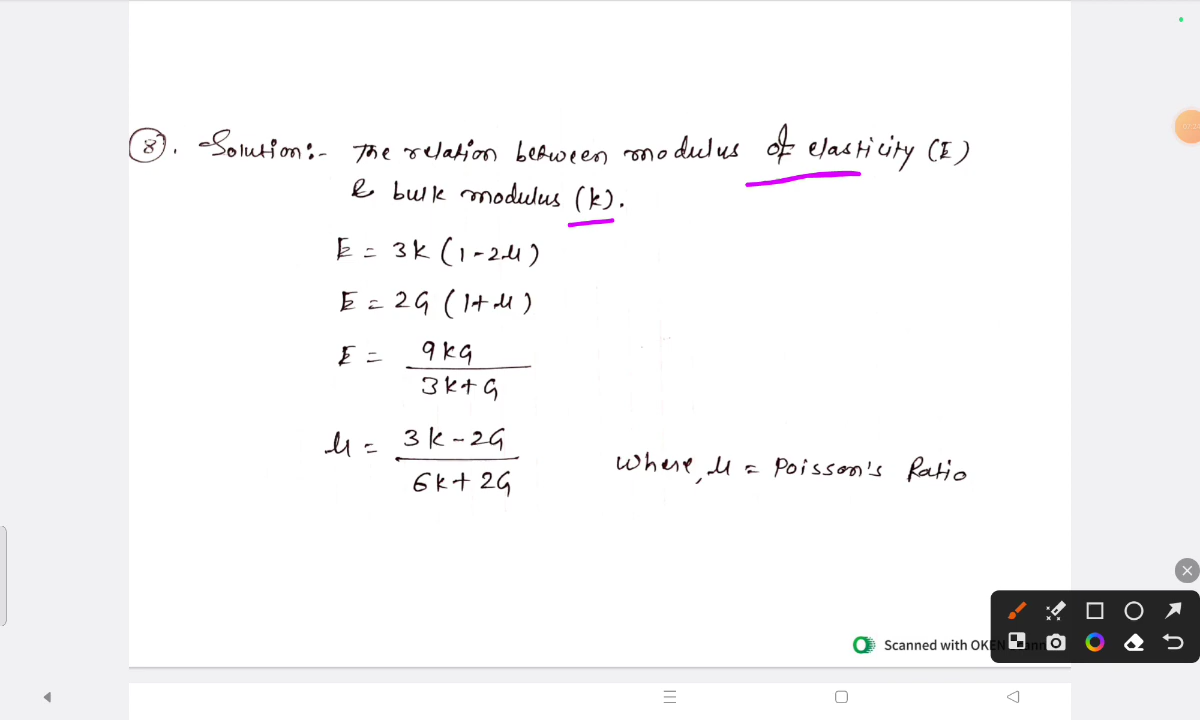 8. Solution:- The relation between modulus of elasticity (E)
& bulk modulus (K).
E = 3K (1-2μ)
E = 2G (1+μ)
E = 9KG / 3K+G
μ = 3K-2G / 6K+2G
where, μ = Poisson's Ratio
Scanned with OKEN